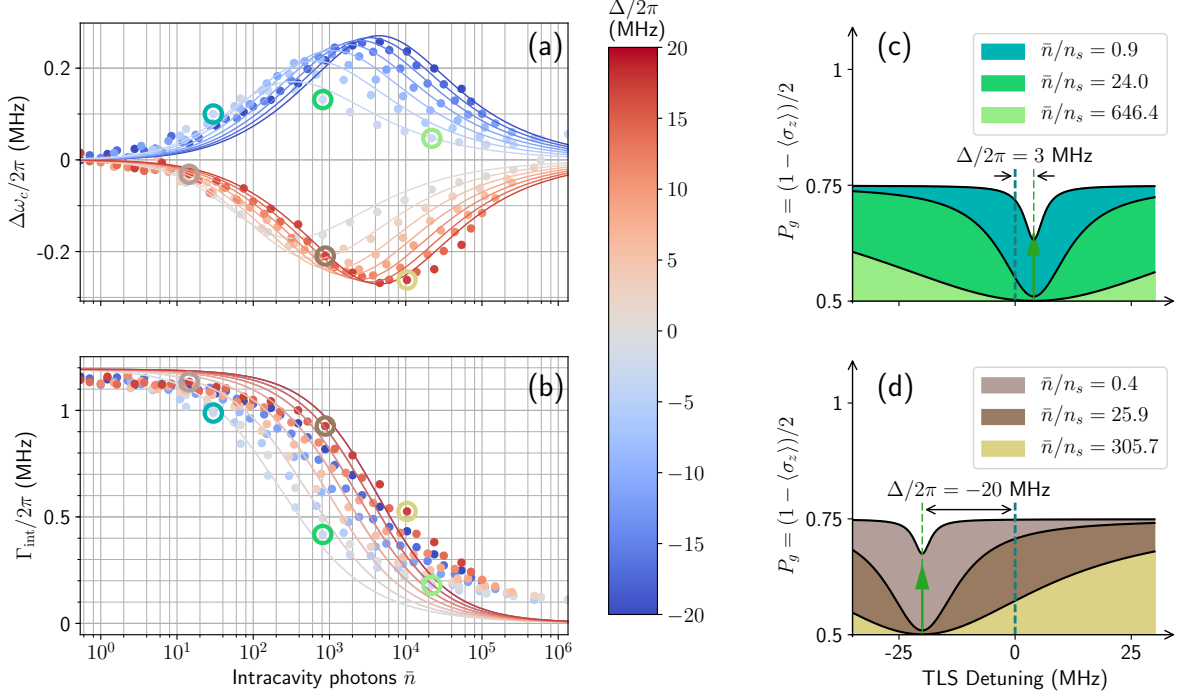 (a)
0.2
0
-0.2
Δω_c/2π (MHz)
(b)
1
0.5
0
Γ_int/2π (MHz)
10^0 10^1 10^2 10^3 10^4 10^5 10^6
Intracavity photons n̄
Δ/2π
(MHz)
20
15
10
5
0
−5
−10
−15
−20
(c)
n̄/n_s = 0.9
n̄/n_s = 24.0
n̄/n_s = 646.4
Δ/2π = 3 MHz
1
0.75
0.5
P_g = (1 − ⟨σ_z⟩)/2
(d)
n̄/n_s = 0.4
n̄/n_s = 25.9
n̄/n_s = 305.7
Δ/2π = −20 MHz
1
0.75
0.5
P_g = (1 − ⟨σ_z⟩)/2
-25 0 25
TLS Detuning (MHz)